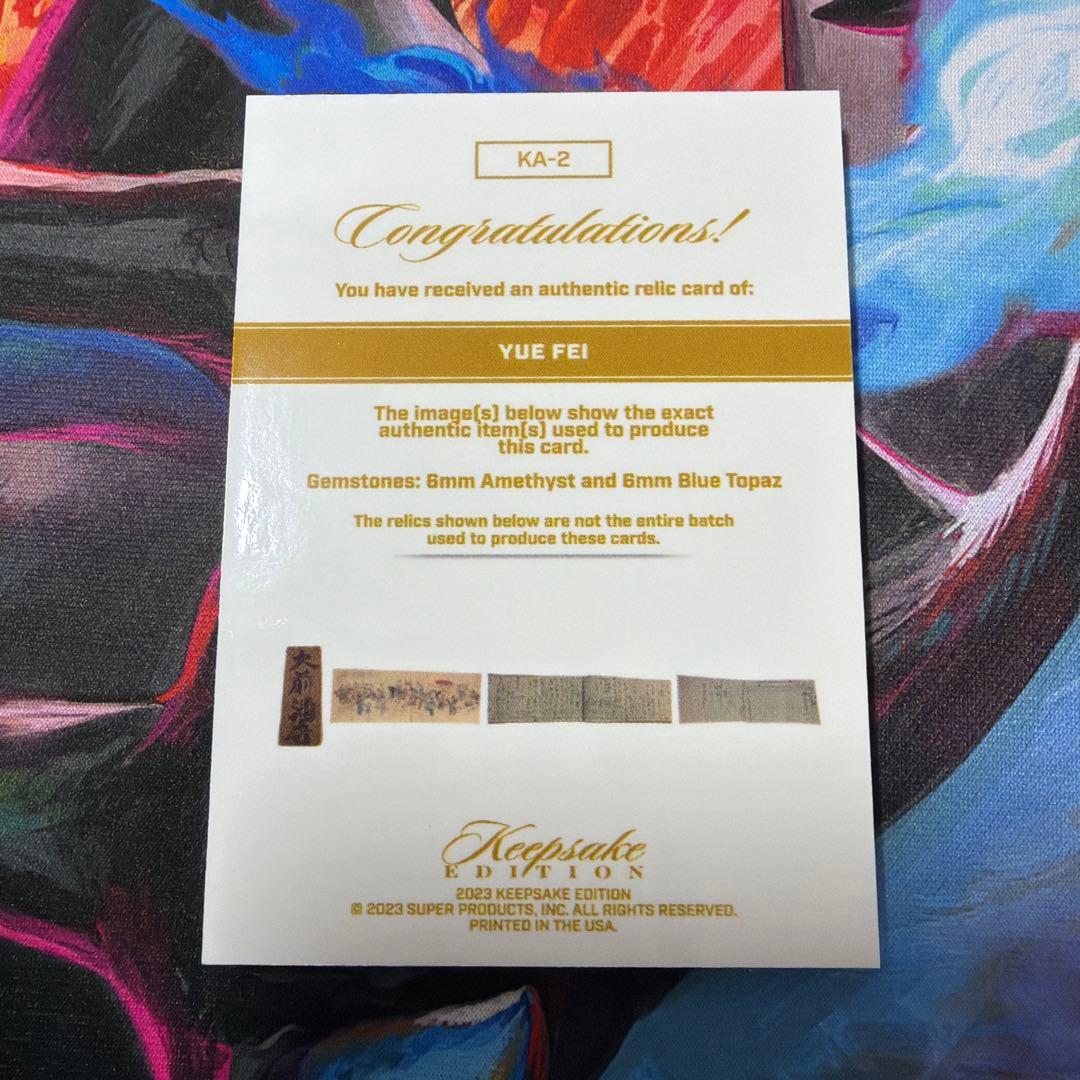 KA-2
Congratulations!
You have received an authentic relic card of:
YUE FEI
The image(s) below show the exact
authentic item(s) used to produce
this card.
Gemstones: 6mm Amethyst and 6mm Blue Topaz
The relics shown below are not the entire batch
used to produce these cards.
Keepsake
EDITION
2023 KEEPSAKE EDITION
© 2023 SUPER PRODUCTS, INC. ALL RIGHTS RESERVED.
PRINTED IN THE USA.